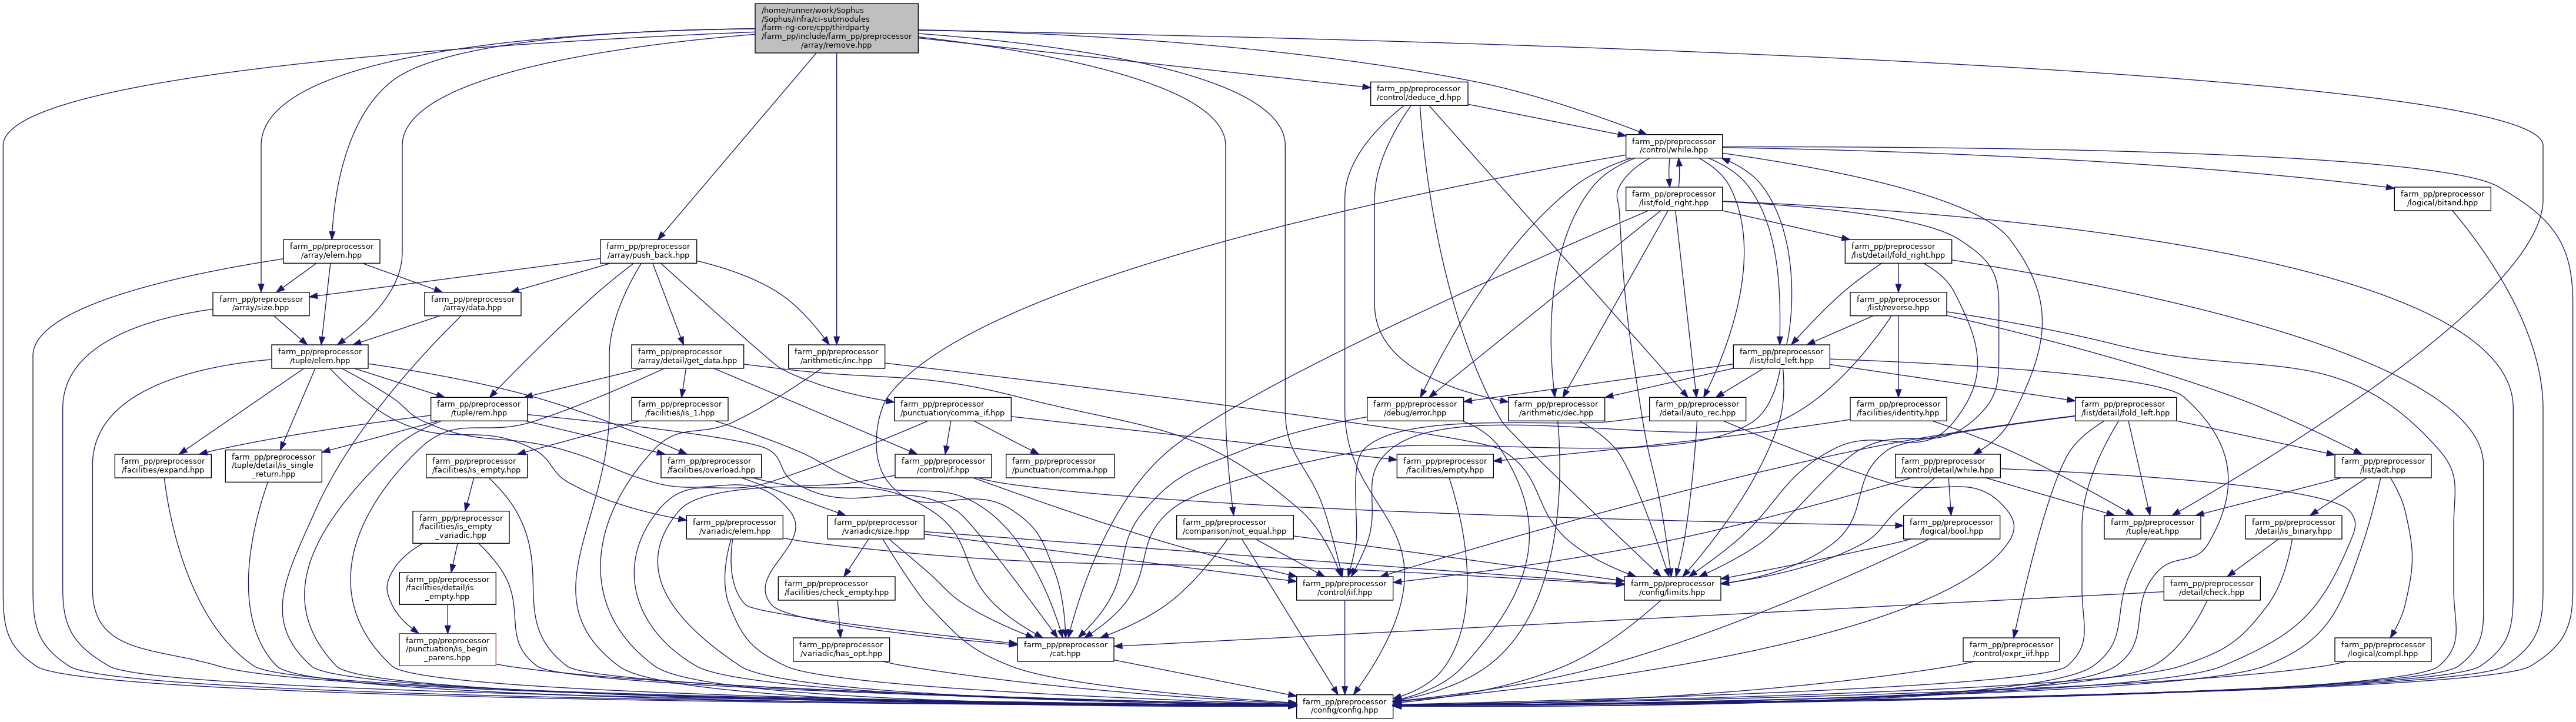 /home/runner/work/Sophus
/Sophus/infra/ci-submodules
/farm-ng-core/cpp/thirdparty
/farm_pp/include/farm_pp/preprocessor
/array/remove.hpp
farm_pp/preprocessor
/control/deduce_d.hpp
farm_pp/preprocessor
/control/while.hpp
farm_pp/preprocessor
/list/fold_right.hpp
farm_pp/preprocessor
/logical/bitand.hpp
farm_pp/preprocessor
/array/elem.hpp
farm_pp/preprocessor
/array/push_back.hpp
farm_pp/preprocessor
/list/detail/fold_right.hpp
farm_pp/preprocessor
/array/size.hpp
farm_pp/preprocessor
/array/data.hpp
farm_pp/preprocessor
/list/reverse.hpp
farm_pp/preprocessor
/tuple/elem.hpp
farm_pp/preprocessor
/array/detail/get_data.hpp
farm_pp/preprocessor
/arithmetic/inc.hpp
farm_pp/preprocessor
/list/fold_left.hpp
farm_pp/preprocessor
/tuple/rem.hpp
farm_pp/preprocessor
/facilities/is_1.hpp
farm_pp/preprocessor
/punctuation/comma_if.hpp
farm_pp/preprocessor
/debug/error.hpp
farm_pp/preprocessor
/arithmetic/dec.hpp
farm_pp/preprocessor
/detail/auto_rec.hpp
farm_pp/preprocessor
/facilities/identity.hpp
farm_pp/preprocessor
/list/detail/fold_left.hpp
farm_pp/preprocessor
/facilities/expand.hpp
farm_pp/preprocessor
/tuple/detail/is_single
_return.hpp
farm_pp/preprocessor
/facilities/is_empty.hpp
farm_pp/preprocessor
/facilities/overload.hpp
farm_pp/preprocessor
/control/if.hpp
farm_pp/preprocessor
/punctuation/comma.hpp
farm_pp/preprocessor
/facilities/empty.hpp
farm_pp/preprocessor
/control/detail/while.hpp
farm_pp/preprocessor
/list/adt.hpp
farm_pp/preprocessor
/facilities/is_empty
_variadic.hpp
farm_pp/preprocessor
/variadic/elem.hpp
farm_pp/preprocessor
/variadic/size.hpp
farm_pp/preprocessor
/comparison/not_equal.hpp
farm_pp/preprocessor
/logical/bool.hpp
farm_pp/preprocessor
/tuple/eat.hpp
farm_pp/preprocessor
/detail/is_binary.hpp
farm_pp/preprocessor
/facilities/detail/is
_empty.hpp
farm_pp/preprocessor
/facilities/check_empty.hpp
farm_pp/preprocessor
/control/iif.hpp
farm_pp/preprocessor
/config/limits.hpp
farm_pp/preprocessor
/detail/check.hpp
farm_pp/preprocessor
/punctuation/is_begin
_parens.hpp
farm_pp/preprocessor
/variadic/has_opt.hpp
farm_pp/preprocessor
/cat.hpp
farm_pp/preprocessor
/control/expr_iif.hpp
farm_pp/preprocessor
/logical/compl.hpp
farm_pp/preprocessor
/config/config.hpp